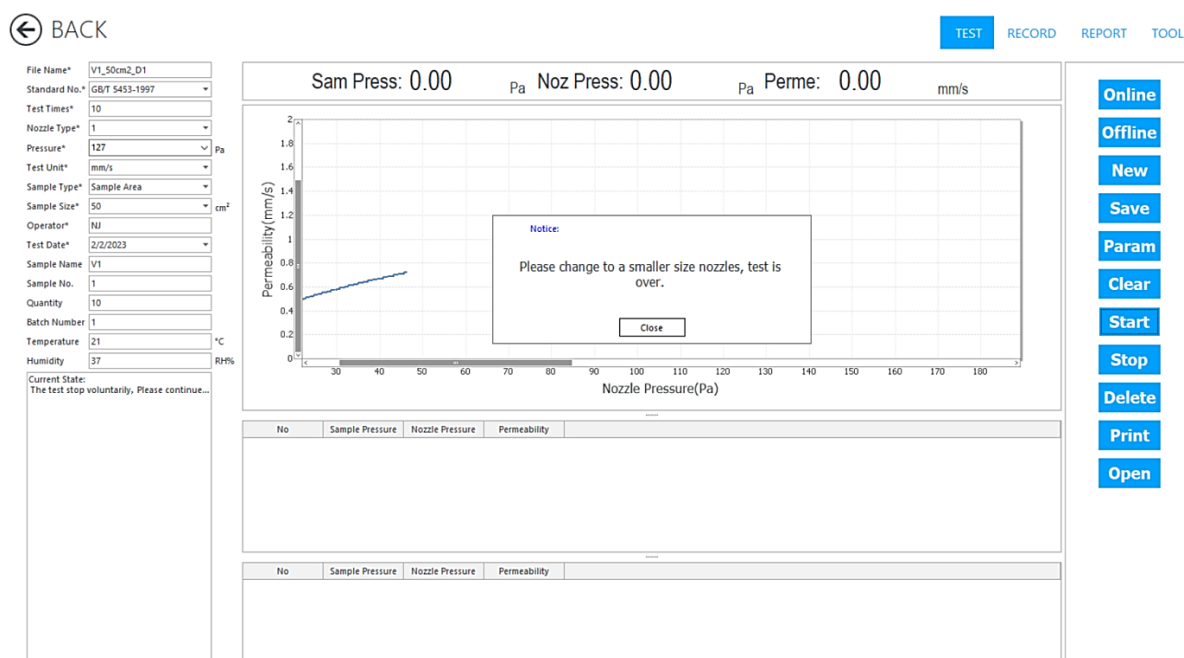 BACK
TEST RECORD REPORT TOOL
File Name* V1_50cm2_D1
Standard No.* GB/T 5453-1997
Test Times* 10
Nozzle Type* 1
Pressure* 127 Pa
Test Unit* mm/s
Sample Type* Sample Area
Sample Size* 50 cm²
Operator* NJ
Test Date* 2/2/2023
Sample Name V1
Sample No. 1
Quantity 10
Batch Number 1
Temperature 21 °C
Humidity 37 RH%
Current State:
The test stop voluntarily, Please continue...
Sam Press: 0.00 Pa Noz Press: 0.00 Pa Perme: 0.00 mm/s
Permeability(mm/s)
2
1.8
1.6
1.4
1.2
1
0.8
0.6
0.4
0.2
0
30 40 50 60 70 80 90 100 110 120 130 140 150 160 170 180
Nozzle Pressure(Pa)
Notice:
Please change to a smaller size nozzles, test is
over.
Close
No Sample Pressure Nozzle Pressure Permeability
No Sample Pressure Nozzle Pressure Permeability
Online
Offline
New
Save
Param
Clear
Start
Stop
Delete
Print
Open